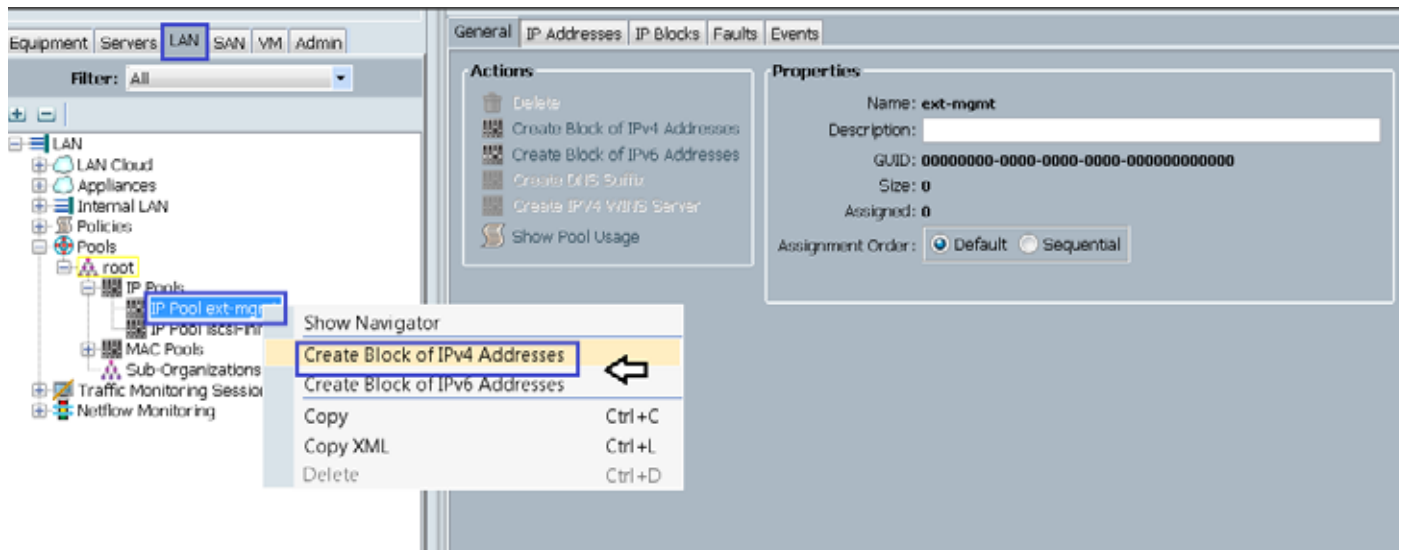 Equipment Servers LAN SAN VM Admin
Filter: All
LAN
LAN Cloud
Appliances
Internal LAN
Policies
Pools
root
IP Pools
IP Pool ext-mgmt
IP Pool
MAC Pools
Sub-Organizations
Traffic Monitoring Session
Netflow Monitoring
Show Navigator
Create Block of IPv4 Addresses
Create Block of IPv6 Addresses
Copy Ctrl+C
Copy XML Ctrl+L
Delete Ctrl+D
General IP Addresses IP Blocks Faults Events
Actions
Delete
Create Block of IPv4 Addresses
Create Block of IPv6 Addresses
Create DNS Suffix
Create IPV4 WINS Server
Show Pool Usage
Properties
Name: ext-mgmt
Description:
GUID: 00000000-0000-0000-0000-000000000000
Size: 0
Assigned: 0
Assignment Order: Default Sequential